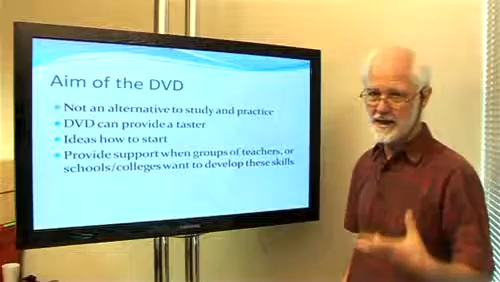 Aim of the DVD
Not an alternative to study and practice
DVD can provide a taster
Ideas how to start
Provide support when groups of teachers, or
schools/colleges want to develop these skills
SAMSUNG